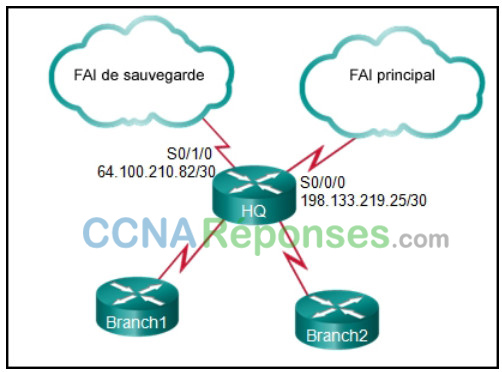 FAI de sauvegarde
FAI principal
S0/1/0
64.100.210.82/30
S0/0/0
198.133.219.25/30
HQ
CCNARéponses.com
Branch1
Branch2